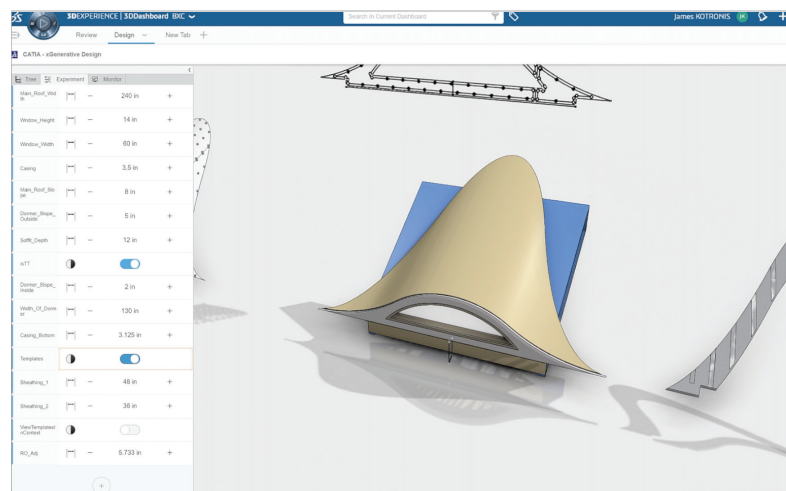 3DEXPERIENCE | 3DDashboard BXC
Search in Current Dashboard
James KOTRONIS
JK
Review
Design
New Tab
CATIA - xGenerative Design
Tree
Experiment
Monitor
Main_Roof_Wid
th
240 in
Window_Height
14 in
Window_Width
60 in
Casing
3.5 in
Main_Roof_Slo
pe
8 in
Dormer_Slope_
Outside
5 in
Soffit_Depth
12 in
isTT
Dormer_Slope_
Inside
2 in
Width_Of_Dorm
er
130 in
Casing_Bottom
3.125 in
Templates
Sheathing_1
48 in
Sheathing_2
36 in
ViewTemplatesI
nContext
RO_Adj
5.733 in